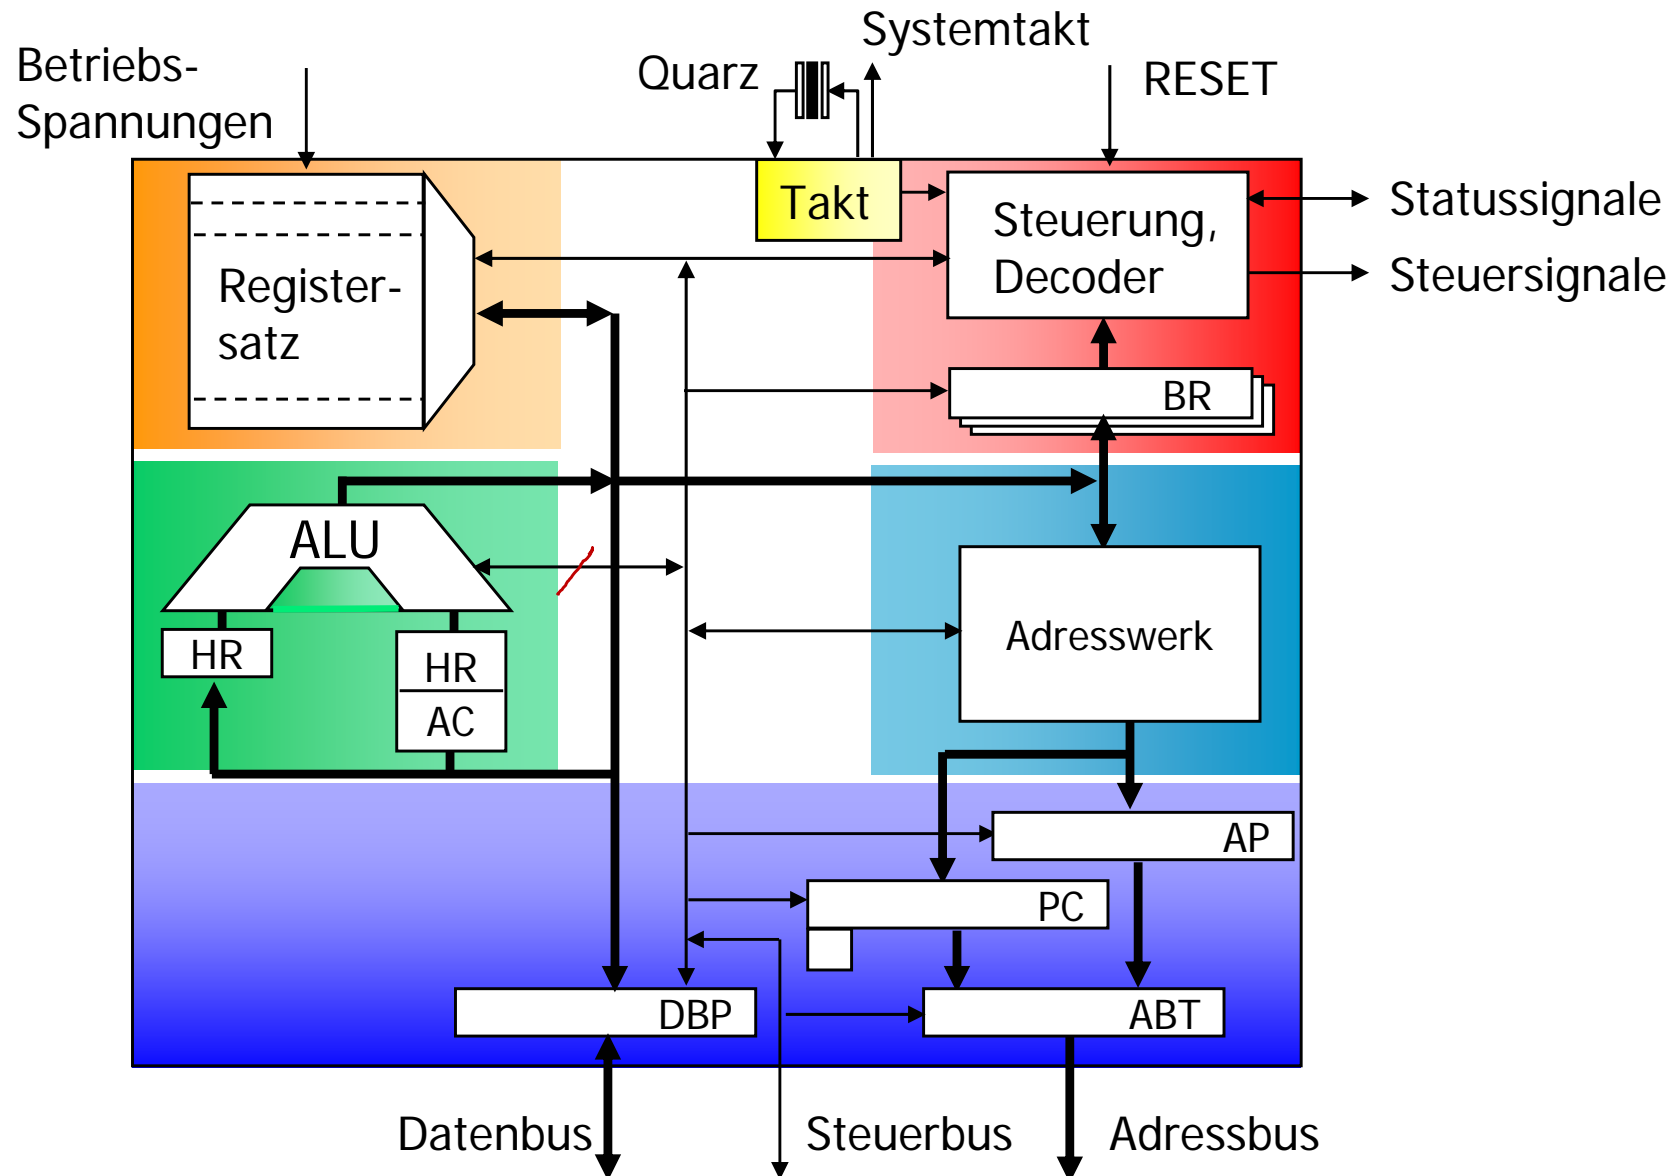 Systemtakt
Betriebs-
Spannungen
Quarz
RESET
Takt
Register-
satz
Steuerung,
Decoder
Statussignale
Steuersignale
BR
ALU
HR
HR
AC
Adresswerk
AP
PC
DBP
ABT
Datenbus
Steuerbus
Adressbus